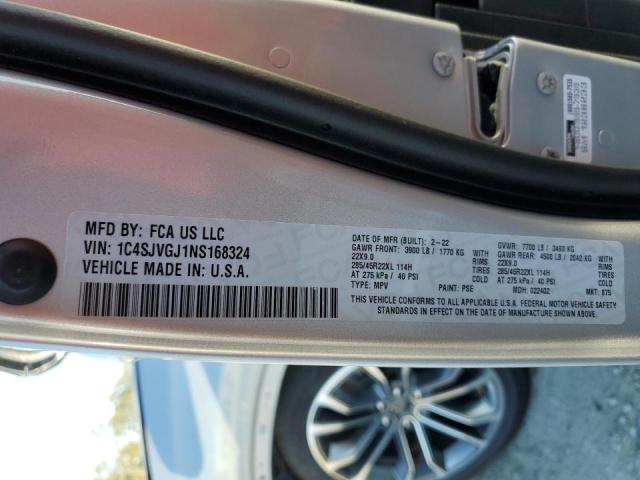 MFD BY: FCA US LLC
VIN: 1C4SJVGJ1NS168324
VEHICLE MADE IN: U.S.A.
DATE OF MFR (BUILT): 2-22
GAWR FRONT: 3900 LB / 1770 KG
22X9.0 RIMS
285/45R22XL 114H TIRES
AT 275 kPa / 40 PSI COLD
TYPE: MPV PAINT: PSE
GVWR: 7700 LB / 3493 KG
GAWR REAR: 4500 LB / 2042 KG
22X9.0 RIMS
285/45R22XL 114H TIRES
AT 275 kPa / 40 PSI COLD
MDH: 022402 MKT: 875
THIS VEHICLE CONFORMS TO ALL APPLICABLE U.S.A. FEDERAL MOTOR VEHICLE SAFETY
STANDARDS IN EFFECT ON THE DATE OF MANUFACTURE SHOWN ABOVE.